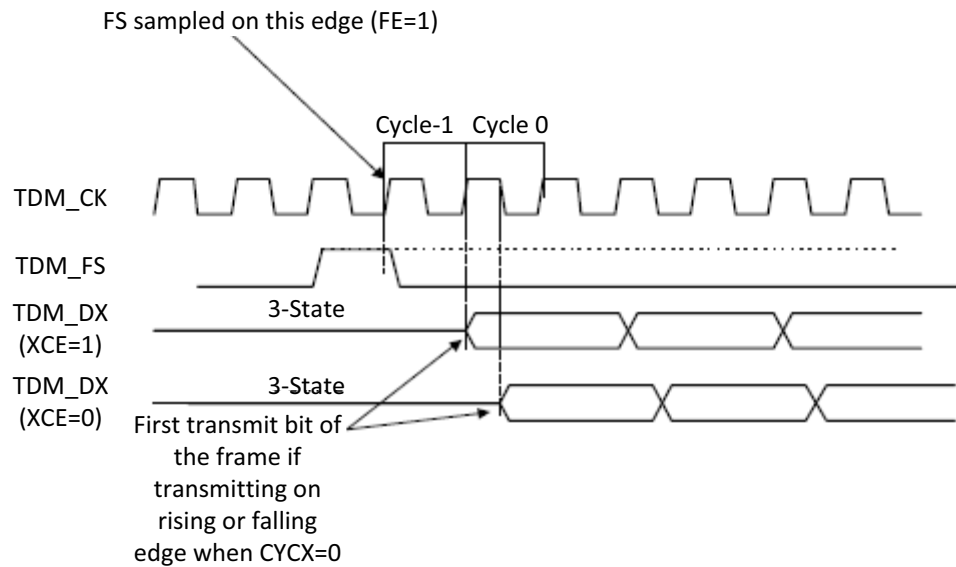 FS sampled on this edge (FE=1)
Cycle-1 Cycle 0
TDM_CK
TDM_FS
TDM_DX
(XCE=1)
3-State
TDM_DX
(XCE=0)
3-State
First transmit bit of
the frame if
transmitting on
rising or falling
edge when CYCX=0